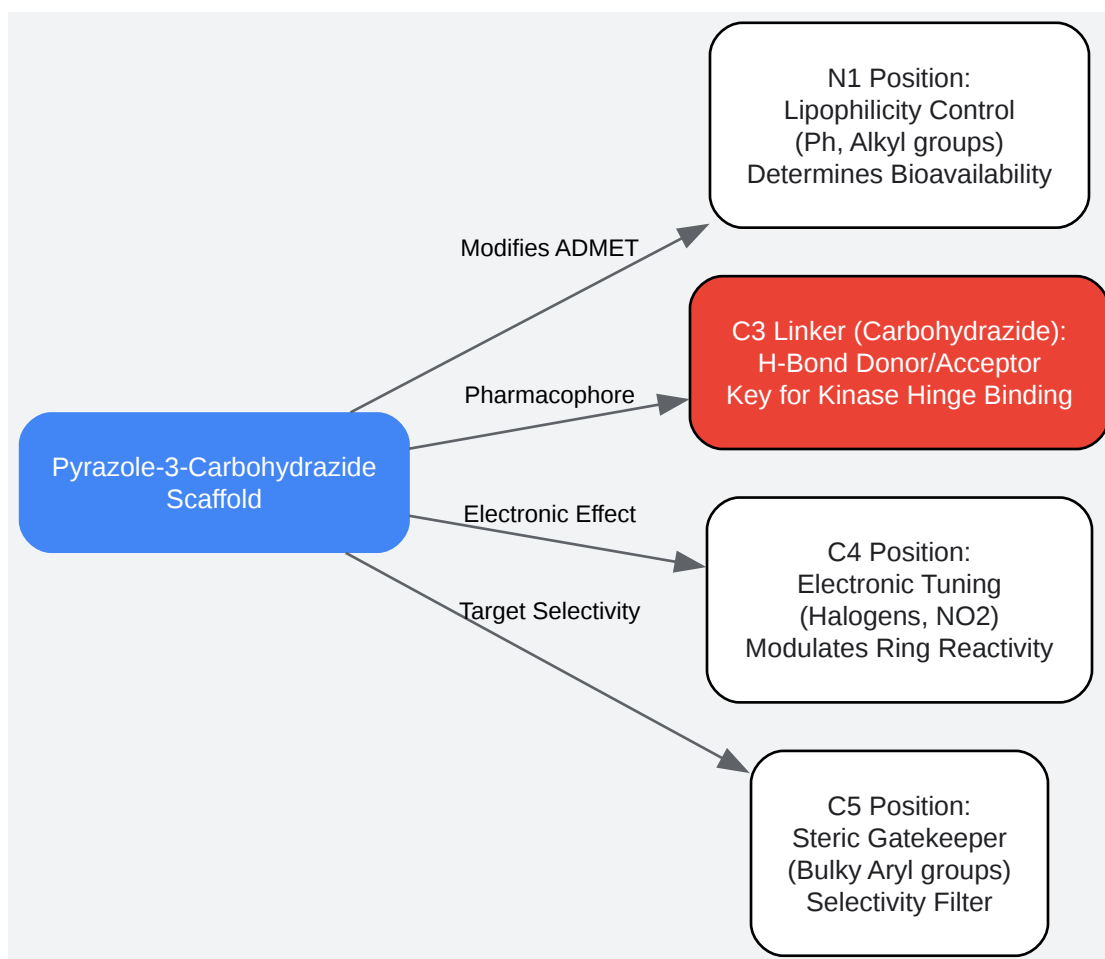 N1 Position:
Lipophilicity Control
(Ph, Alkyl groups)
Determines Bioavailability
Modifies ADMET
C3 Linker (Carbohydrazide):
H-Bond Donor/Acceptor
Key for Kinase Hinge Binding
Pharmacophore
Pyrazole-3-Carbohydrazide
Scaffold
Electronic Effect
C4 Position:
Electronic Tuning
(Halogens, NO2)
Modulates Ring Reactivity
Target Selectivity
C5 Position:
Steric Gatekeeper
(Bulky Aryl groups)
Selectivity Filter